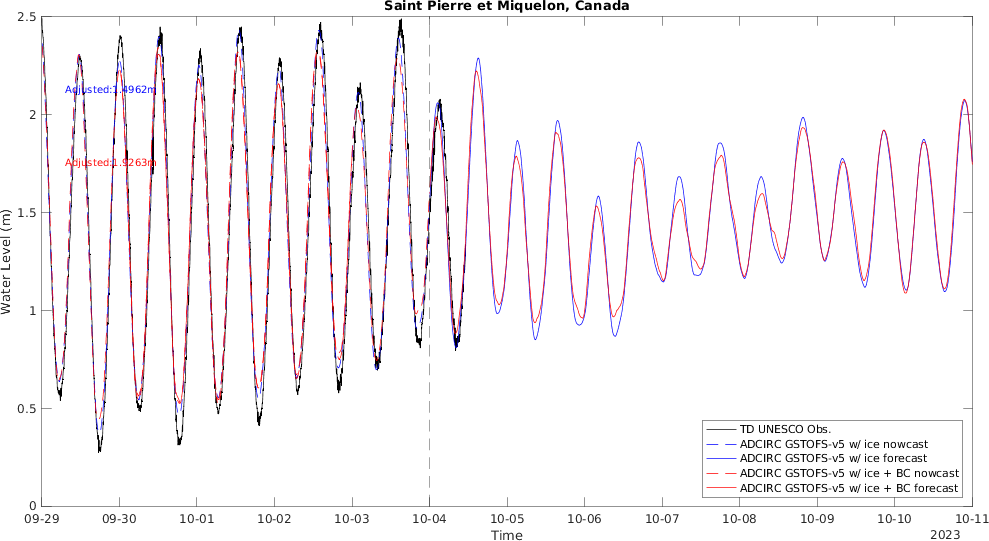 Saint Pierre et Miquelon, Canada
2.5
2
1.5
1
0.5
0
Water Level (m)
Adjusted:1.4962m
Adjusted:1.9263m
TD UNESCO Obs.
ADCIRC GSTOFS-v5 w/ ice nowcast
ADCIRC GSTOFS-v5 w/ ice forecast
ADCIRC GSTOFS-v5 w/ ice + BC nowcast
ADCIRC GSTOFS-v5 w/ ice + BC forecast
09-29 09-30 10-01 10-02 10-03 10-04 10-05 10-06 10-07 10-08 10-09 10-10 10-11
Time
2023